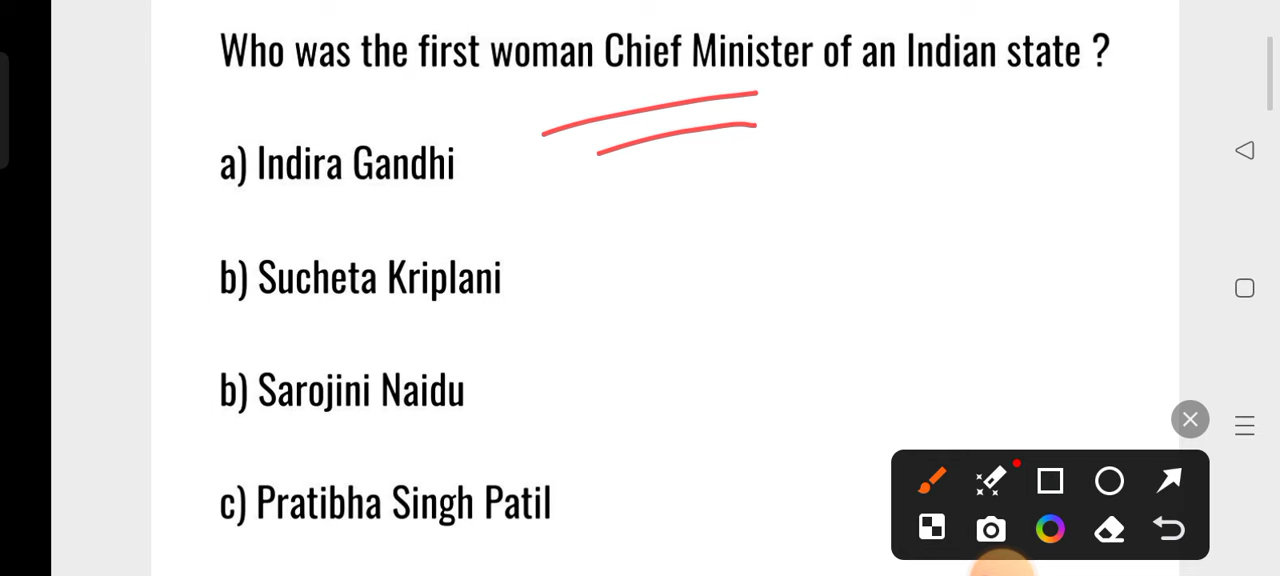 Who was the first woman Chief Minister of an Indian state ?
a) Indira Gandhi
b) Sucheta Kriplani
b) Sarojini Naidu
c) Pratibha Singh Patil